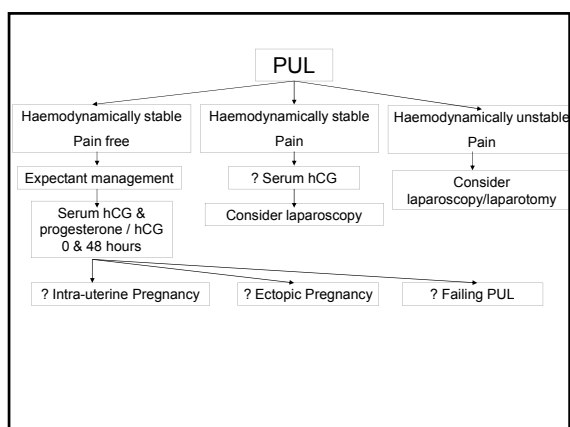 PUL
Haemodynamically stable
Pain free
Haemodynamically stable
Pain
Haemodynamically unstable
Pain
Expectant management
? Serum hCG
Consider
laparoscopy/laparotomy
Serum hCG &
progesterone / hCG
0 & 48 hours
Consider laparoscopy
? Intra-uterine Pregnancy
? Ectopic Pregnancy
? Failing PUL